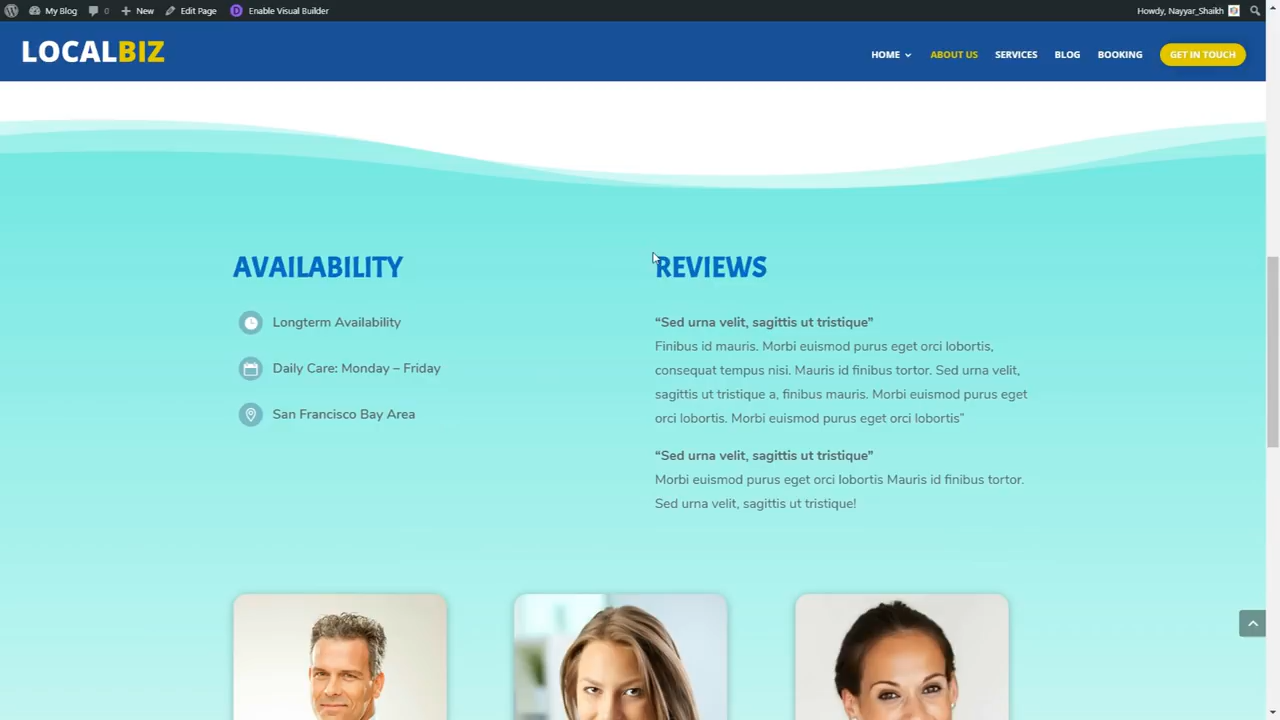 My Blog 0 New Edit Page Enable Visual Builder Howdy, Nayyar_Shaikh
LOCALBIZ HOME ABOUT US SERVICES BLOG BOOKING GET IN TOUCH
AVAILABILITY
Longterm Availability
Daily Care: Monday – Friday
San Francisco Bay Area
REVIEWS
“Sed urna velit, sagittis ut tristique”
Finibus id mauris. Morbi euismod purus eget orci lobortis,
consequat tempus nisi. Mauris id finibus tortor. Sed urna velit,
sagittis ut tristique a, finibus mauris. Morbi euismod purus eget
orci lobortis. Morbi euismod purus eget orci lobortis”
“Sed urna velit, sagittis ut tristique”
Morbi euismod purus eget orci lobortis Mauris id finibus tortor.
Sed urna velit, sagittis ut tristique!